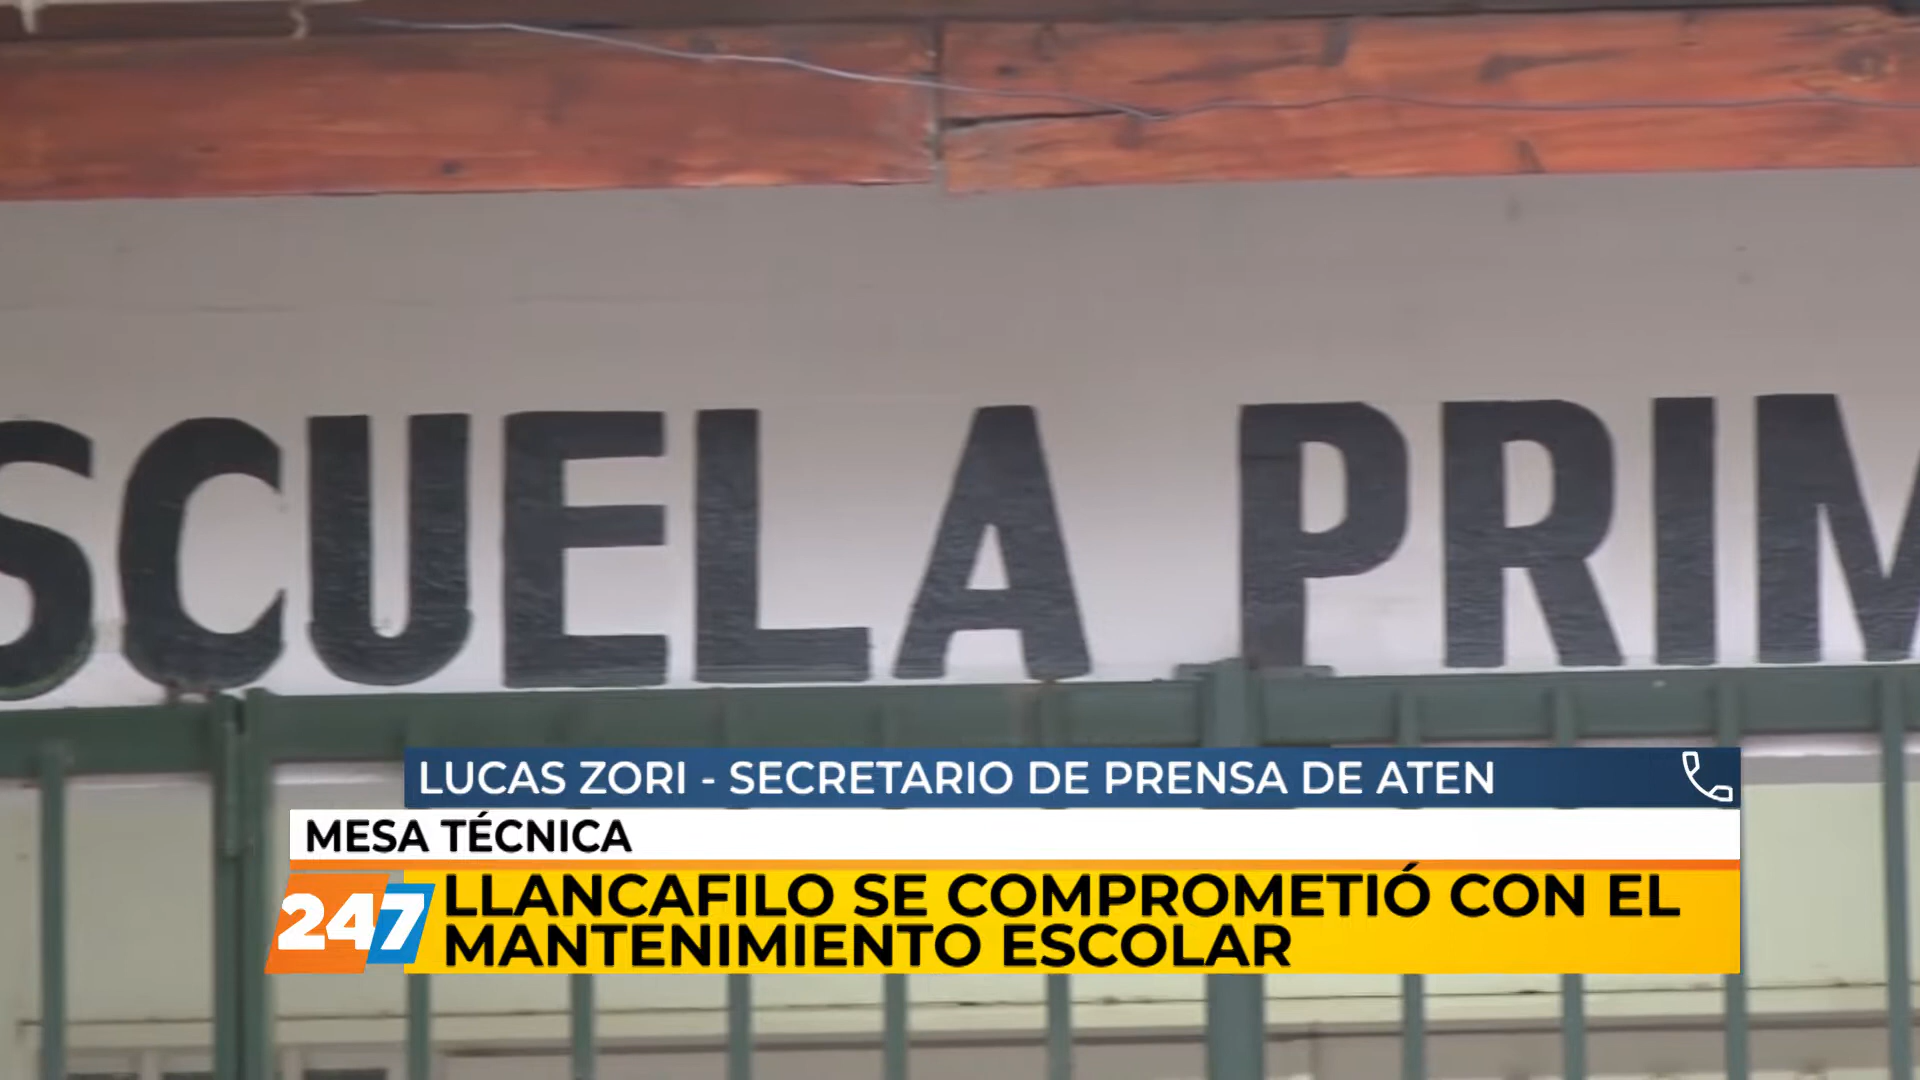 SCUELA PRIM
LUCAS ZORI - SECRETARIO DE PRENSA DE ATEN
MESA TÉCNICA
247
LLANCAFILO SE COMPROMETIÓ CON EL
MANTENIMIENTO ESCOLAR